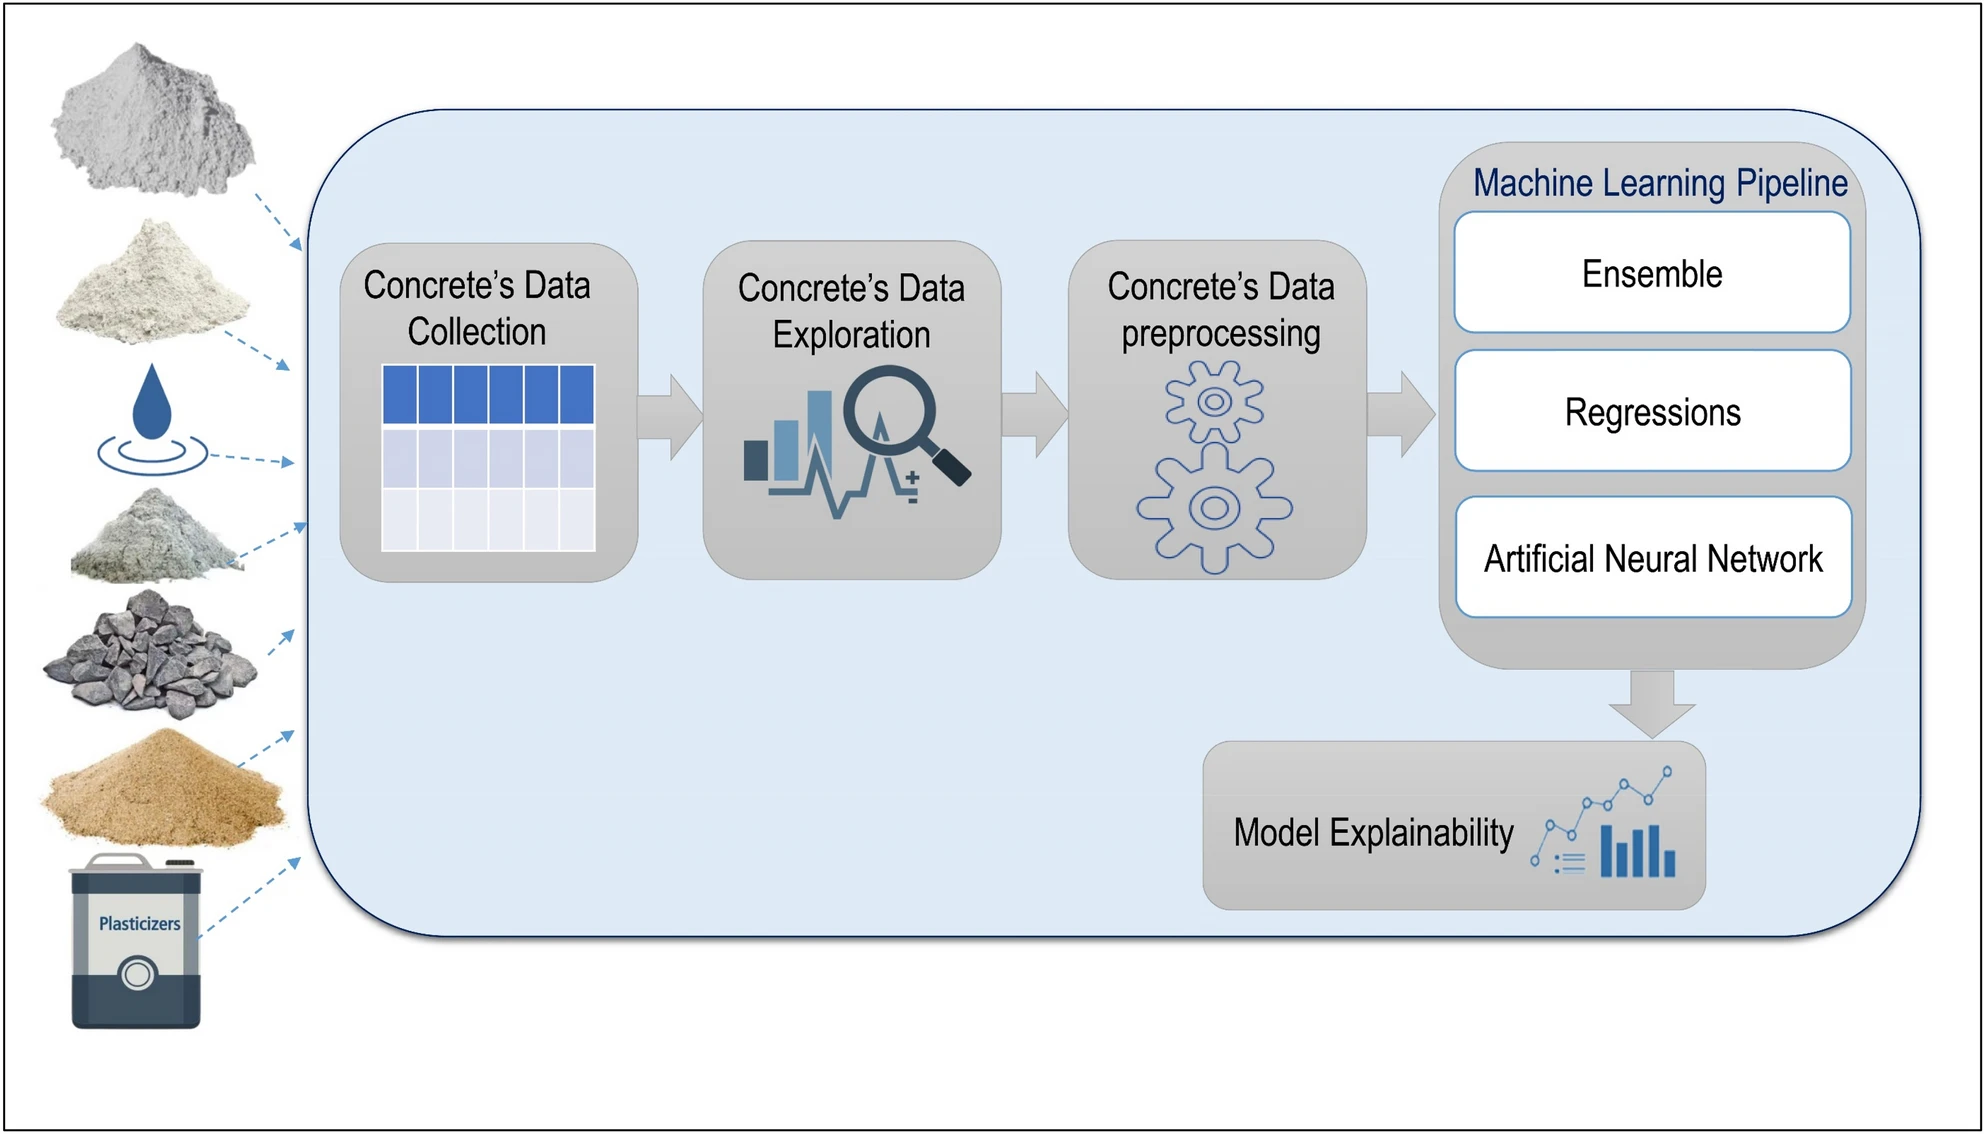 Machine Learning Pipeline
Concrete's Data
Collection
Concrete's Data
Exploration
Concrete's Data
preprocessing
Ensemble
Regressions
Artificial Neural Network
Model Explainability
Plasticizers